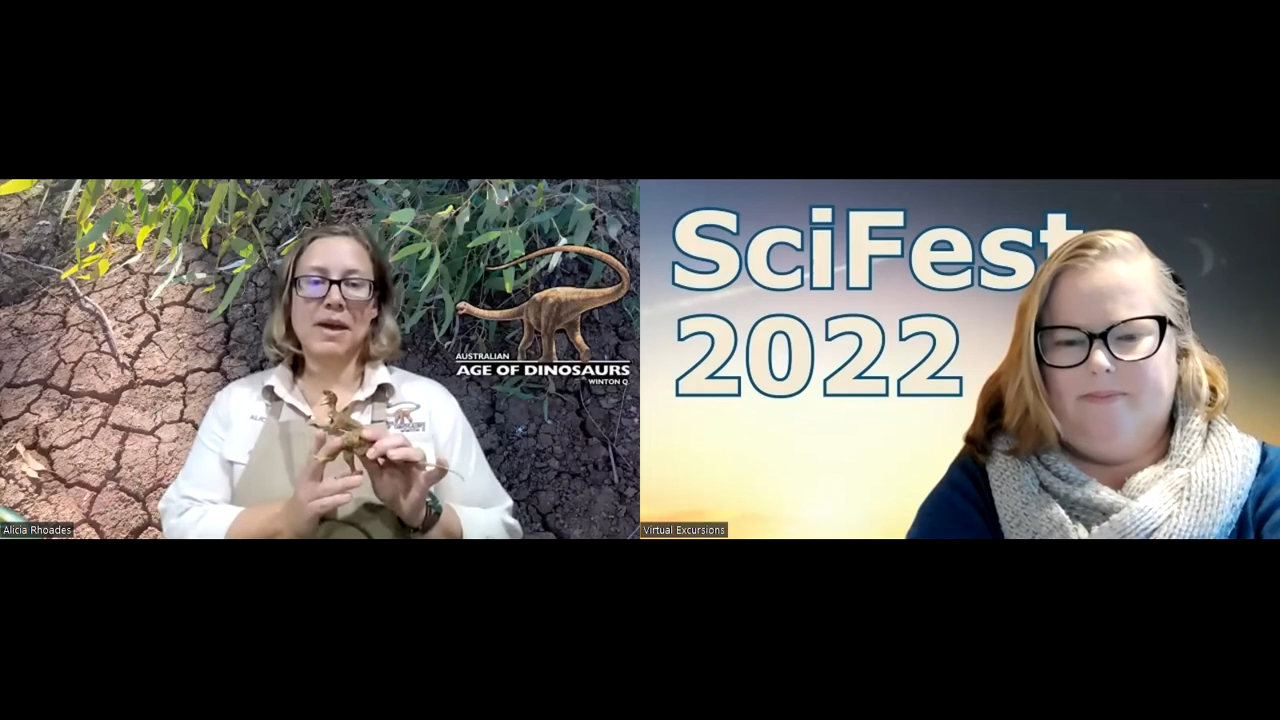 AUSTRALIAN
AGE OF DINOSAURS
WINTON Q.
Alicia Rhoades
SciFest
2022
Virtual Excursions